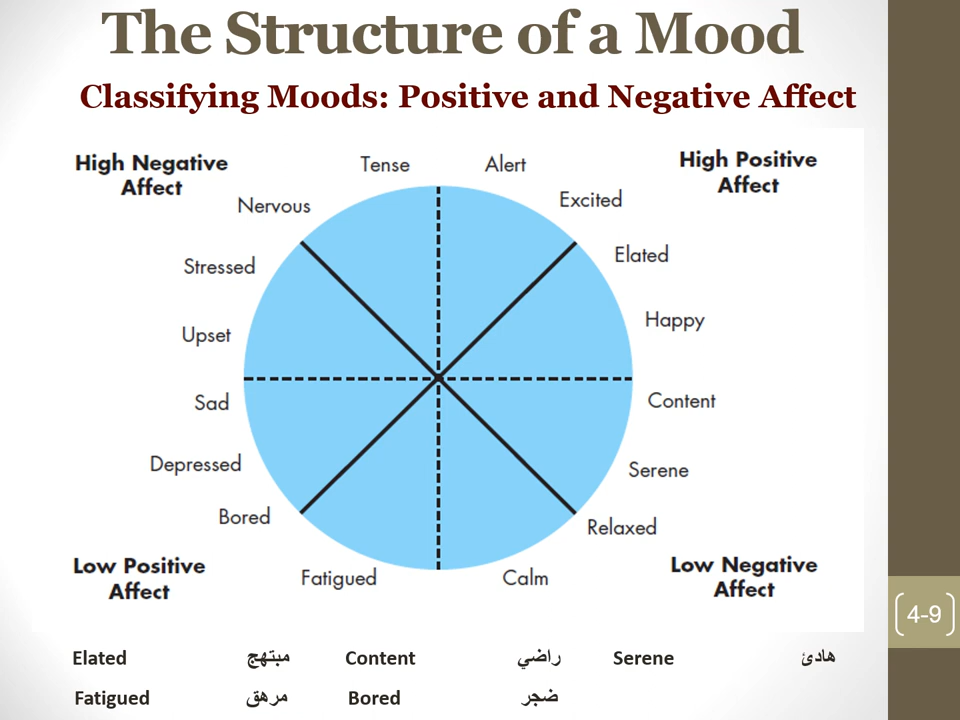 The Structure of a Mood
Classifying Moods: Positive and Negative Affect
High Negative
Affect
Tense
Alert
High Positive
Affect
Nervous
Excited
Stressed
Elated
Upset
Happy
Sad
Content
Depressed
Serene
Bored
Relaxed
Low Positive
Affect
Fatigued
Calm
Low Negative
Affect
4-9
Elated مبتهج Content راضي Serene هادئ
Fatigued مرهق Bored ضجر